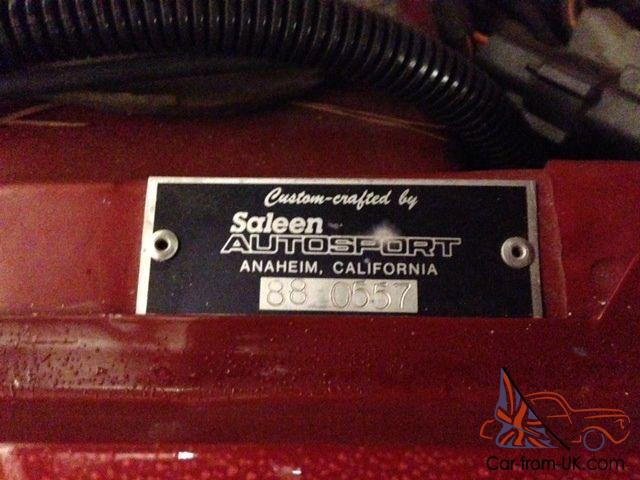 Custom-crafted by
Saleen
AUTOSPORT
ANAHEIM, CALIFORNIA
88 0557
Car-from-UK.com